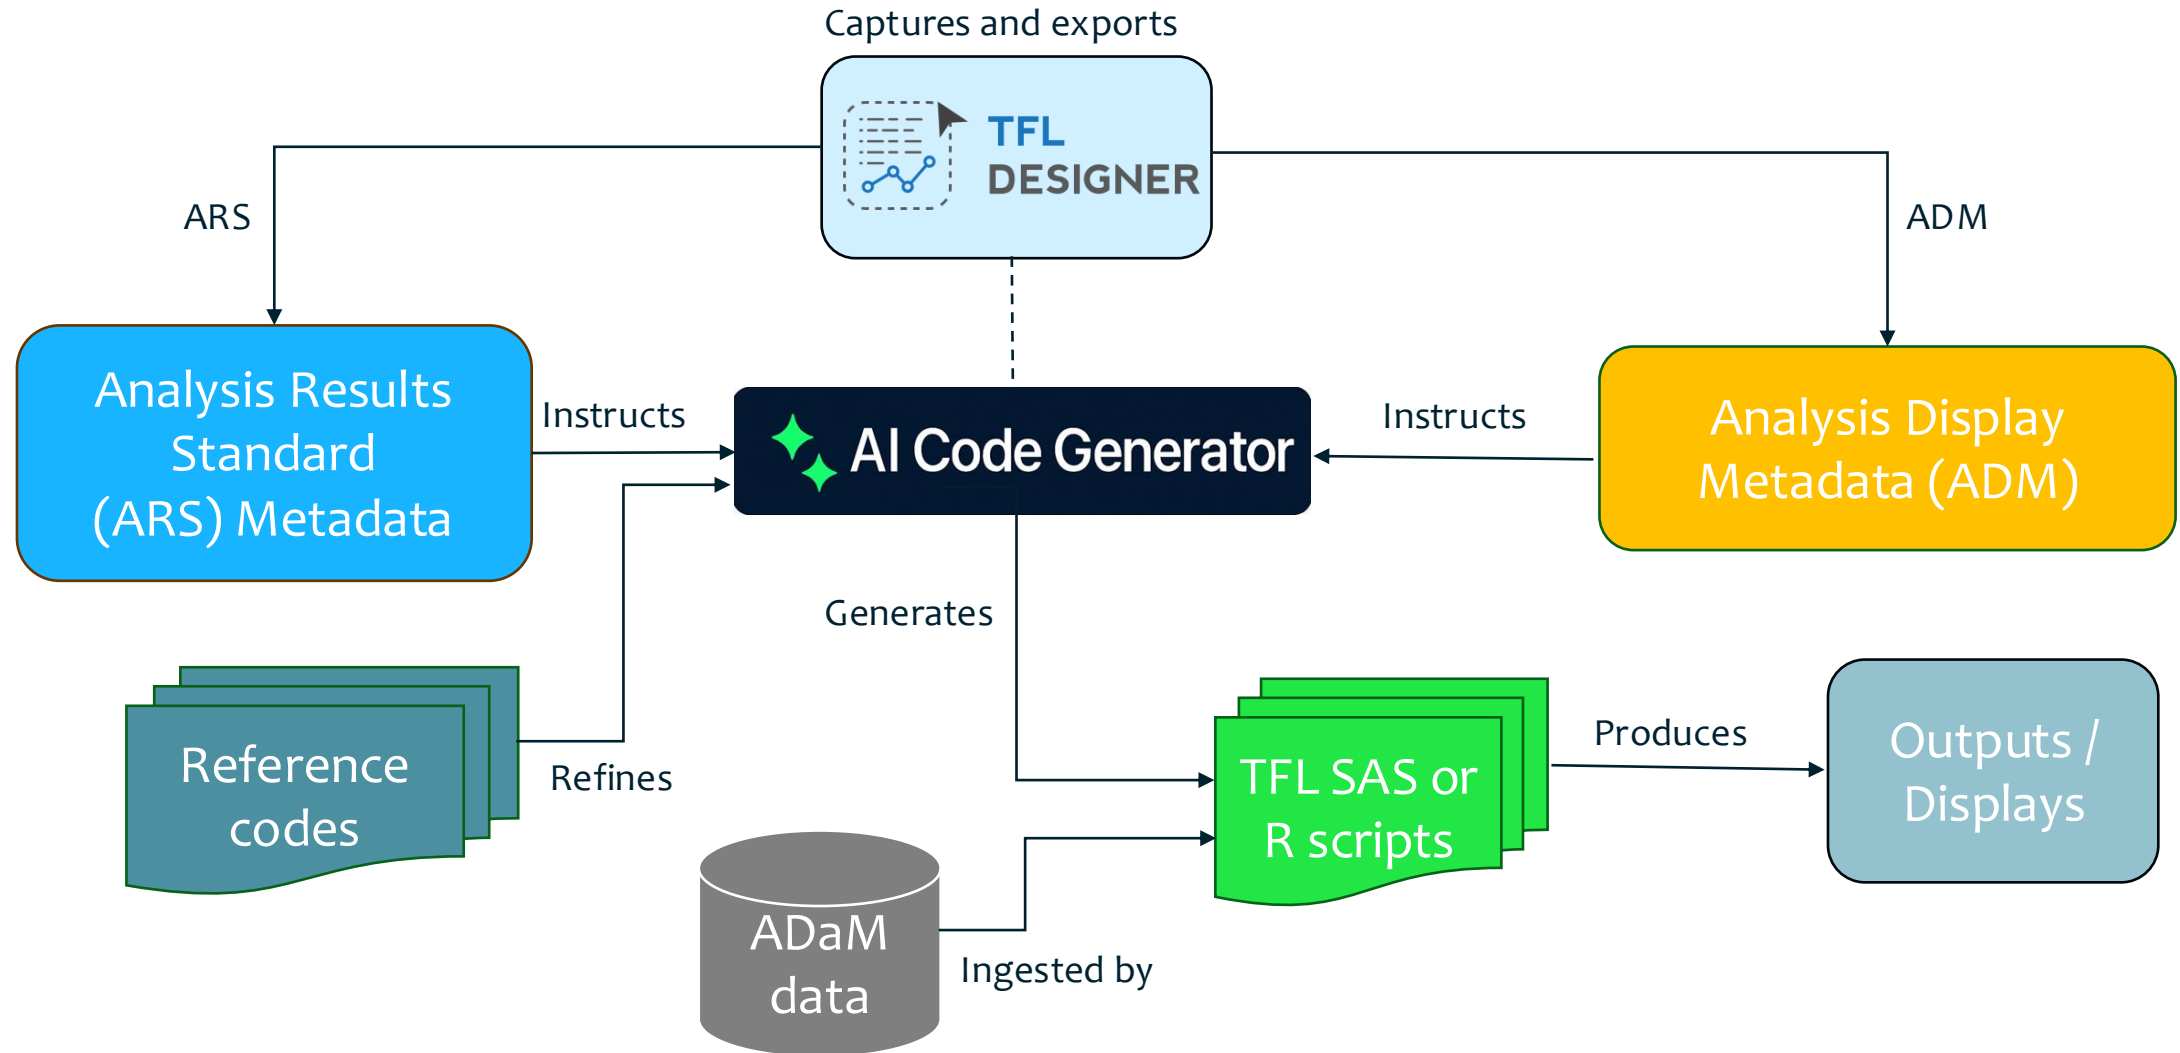 Captures and exports
TFL
DESIGNER
ARS
ADM
Analysis Results
Standard
(ARS) Metadata
Instructs
AI Code Generator
Instructs
Analysis Display
Metadata (ADM)
Generates
Reference
codes
Refines
TFL SAS or
R scripts
Produces
Outputs /
Displays
ADaM
data
Ingested by